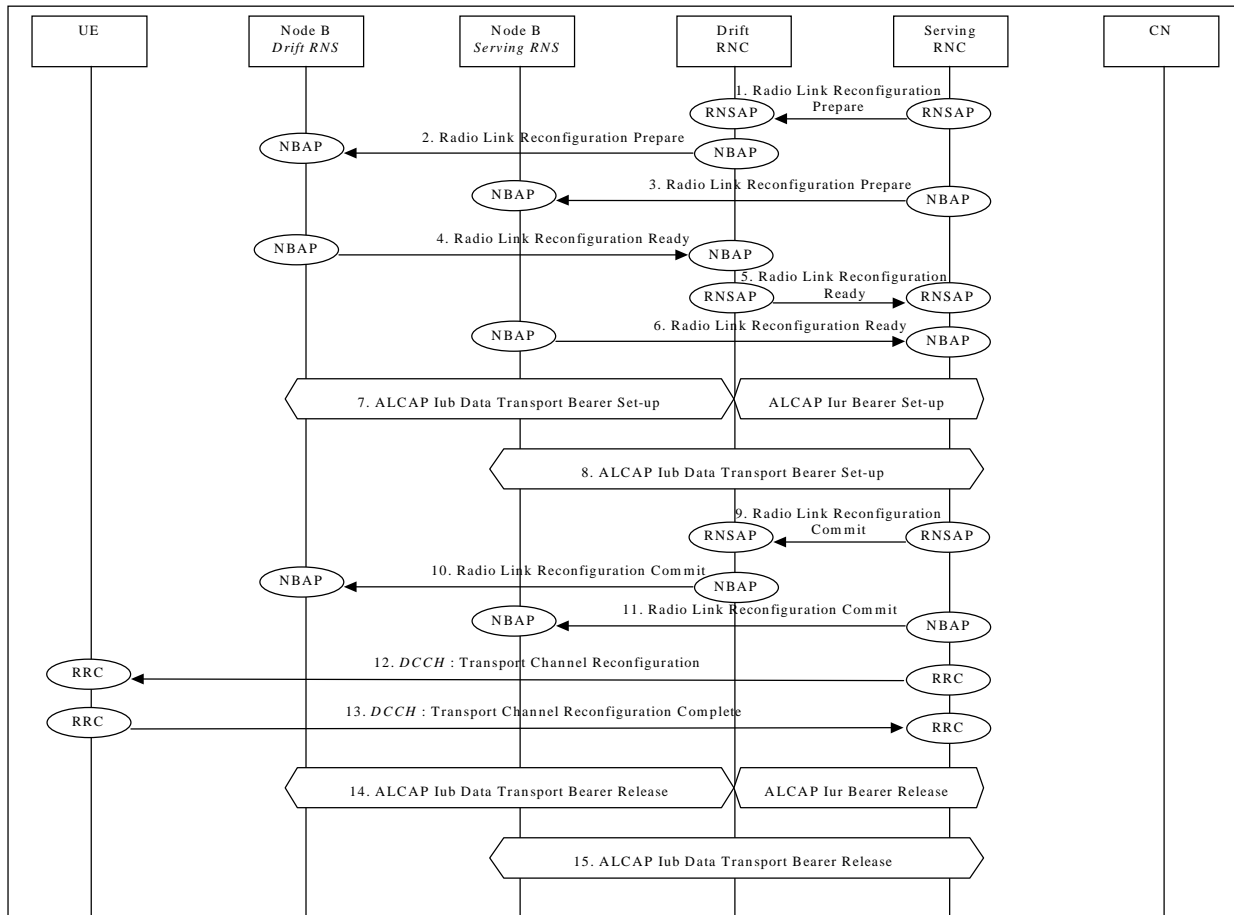 UE
Node B
Drift RNS
Node B
Serving RNS
Drift
RNC
Serving
RNC
CN
1. Radio Link Reconfiguration
Prepare
RNSAP
RNSAP
2. Radio Link Reconfiguration Prepare
NBAP
NBAP
3. Radio Link Reconfiguration Prepare
NBAP
NBAP
4. Radio Link Reconfiguration Ready
NBAP
NBAP
5. Radio Link Reconfiguration
Ready
RNSAP
RNSAP
6. Radio Link Reconfiguration Ready
NBAP
NBAP
7. ALCAP Iub Data Transport Bearer Set-up
ALCAP Iur Bearer Set-up
8. ALCAP Iub Data Transport Bearer Set-up
9. Radio Link Reconfiguration
Commit
RNSAP
RNSAP
10. Radio Link Reconfiguration Commit
NBAP
NBAP
11. Radio Link Reconfiguration Commit
NBAP
NBAP
12. DCCH : Transport Channel Reconfiguration
RRC
RRC
13. DCCH : Transport Channel Reconfiguration Complete
RRC
RRC
14. ALCAP Iub Data Transport Bearer Release
ALCAP Iur Bearer Release
15. ALCAP Iub Data Transport Bearer Release